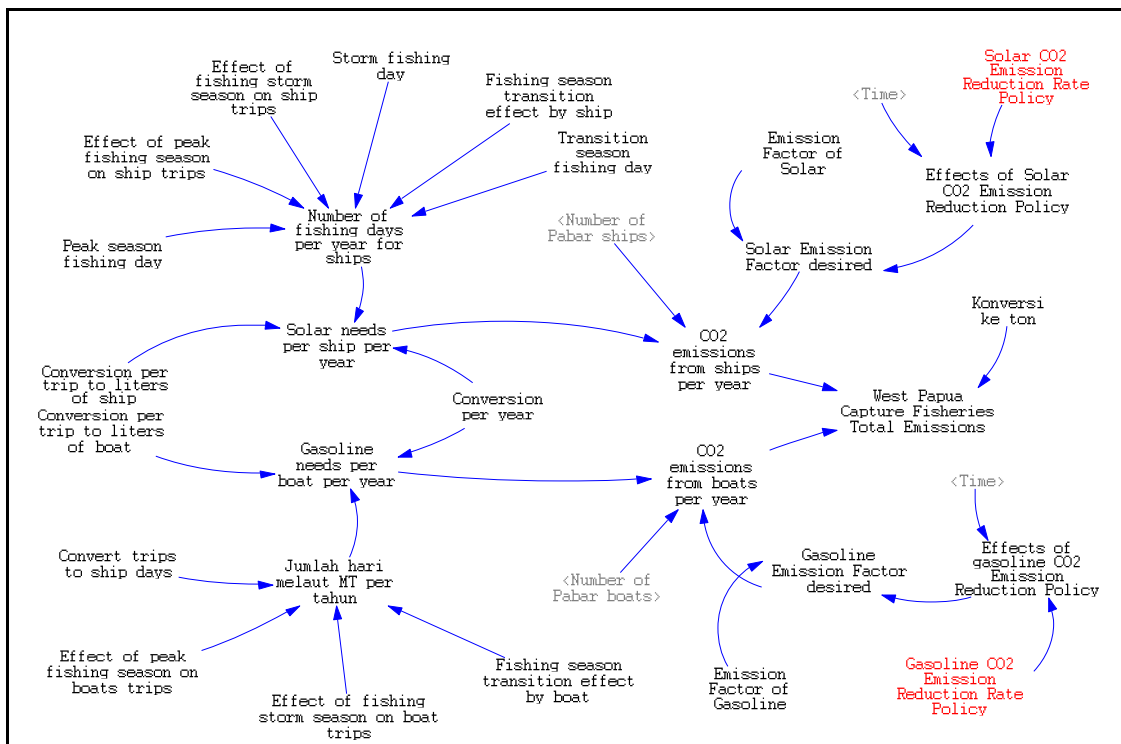 Effect of
fishing storm
season on ship
trips
Storm fishing
day
Fishing season
transition
effect by ship
Solar CO2
Emission
Reduction Rate
Policy
<Time>
Effect of peak
fishing season
on ship trips
Transition
season
fishing day
Emission
Factor of
Solar
Effects of Solar
CO2 Emission
Reduction Policy
Peak season
fishing day
Number of
fishing days
per year for
ships
<Number of
Pabar ships>
Solar Emission
Factor desired
Solar needs
per ship per
year
CO2
emissions
from ships
per year
Konversi
ke ton
Conversion per
trip to liters
of ship
Conversion per
trip to liters
of boat
Conversion
per year
West Papua
Capture Fisheries
Total Emissions
Gasoline
needs per
boat per year
CO2
emissions
from boats
per year
<Time>
Convert trips
to ship days
Jumlah hari
melaut MT per
tahun
<Number of
Pabar boats>
Gasoline
Emission Factor
desired
Effects of
gasoline CO2
Emission
Reduction Policy
Effect of peak
fishing season on
boats trips
Effect of fishing
storm season on boat
trips
Fishing season
transition effect
by boat
Emission
Factor of
Gasoline
Gasoline CO2
Emission
Reduction Rate
Policy